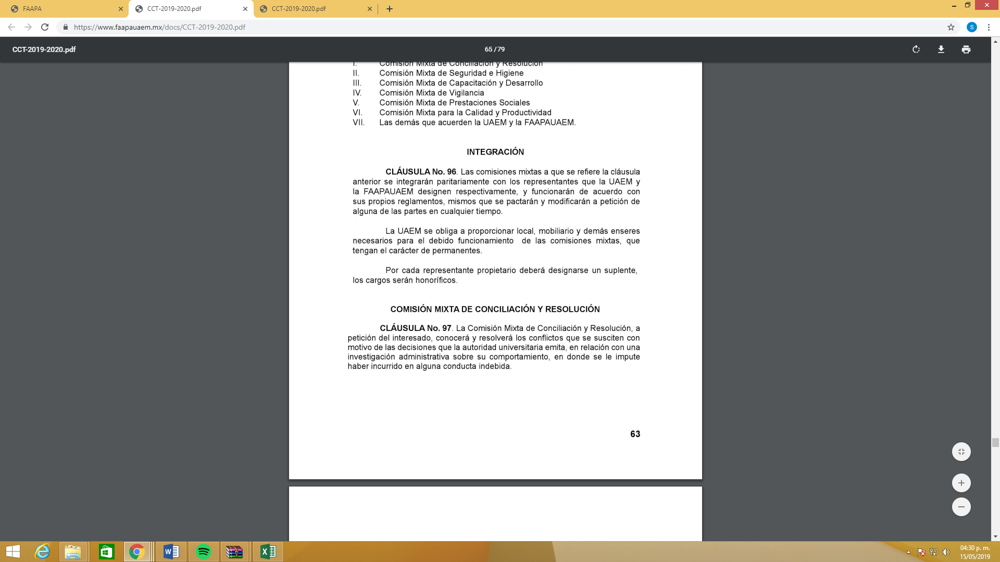 FAAPA
CCT-2019-2020.pdf
CCT-2019-2020.pdf
https://www.faapauaem.mx/docs/CCT-2019-2020.pdf
S
CCT-2019-2020.pdf
65 / 79
I. Comisión Mixta de Conciliación y Resolución
II. Comisión Mixta de Seguridad e Higiene
III. Comisión Mixta de Capacitación y Desarrollo
IV. Comisión Mixta de Vigilancia
V. Comisión Mixta de Prestaciones Sociales
VI. Comisión Mixta para la Calidad y Productividad
VII. Las demás que acuerden la UAEM y la FAAPAUAEM.
INTEGRACIÓN
CLÁUSULA No. 96. Las comisiones mixtas a que se refiere la cláusula
anterior se integrarán paritariamente con los representantes que la UAEM y
la FAAPAUAEM designen respectivamente, y funcionarán de acuerdo con
sus propios reglamentos, mismos que se pactarán y modificarán a petición de
alguna de las partes en cualquier tiempo.
La UAEM se obliga a proporcionar local, mobiliario y demás enseres
necesarios para el debido funcionamiento de las comisiones mixtas, que
tengan el carácter de permanentes.
Por cada representante propietario deberá designarse un suplente,
los cargos serán honoríficos.
COMISIÓN MIXTA DE CONCILIACIÓN Y RESOLUCIÓN
CLÁUSULA No. 97. La Comisión Mixta de Conciliación y Resolución, a
petición del interesado, conocerá y resolverá los conflictos que se susciten con
motivo de las decisiones que la autoridad universitaria emita, en relación con una
investigación administrativa sobre su comportamiento, en donde se le impute
haber incurrido en alguna conducta indebida.
63
04:30 p. m.
15/05/2019